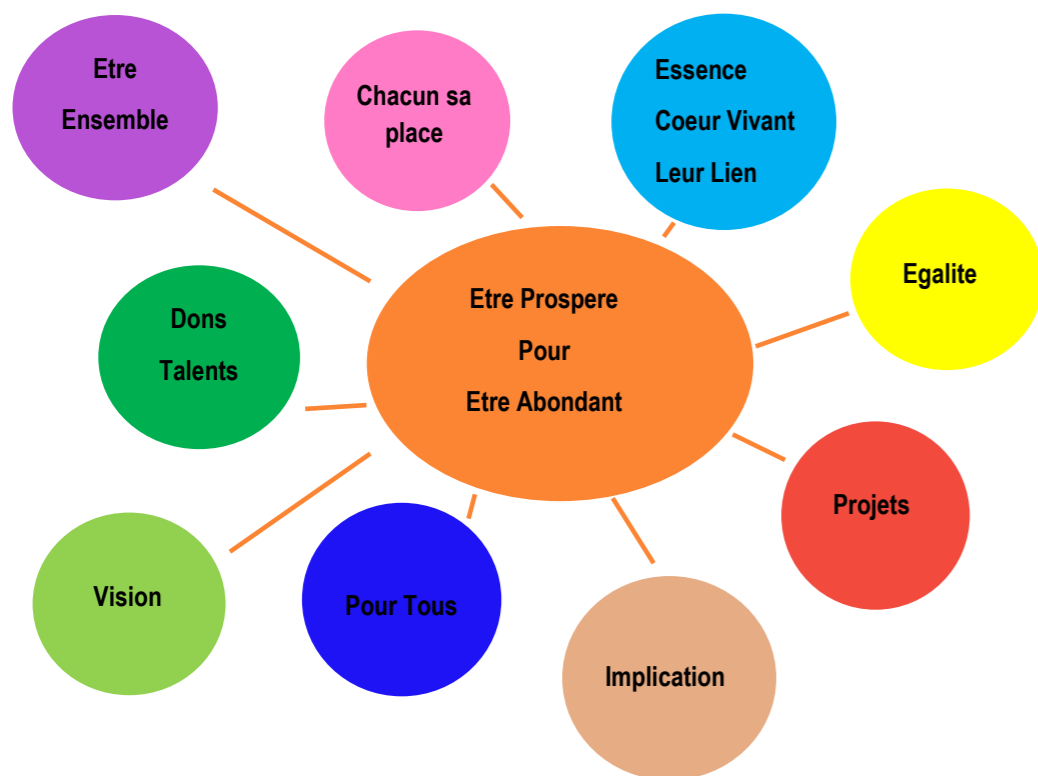 Etre
Ensemble
Chacun sa
place
Essence
Coeur Vivant
Leur Lien
Egalite
Etre Prospere
Pour
Etre Abondant
Dons
Talents
Projets
Vision
Pour Tous
Implication